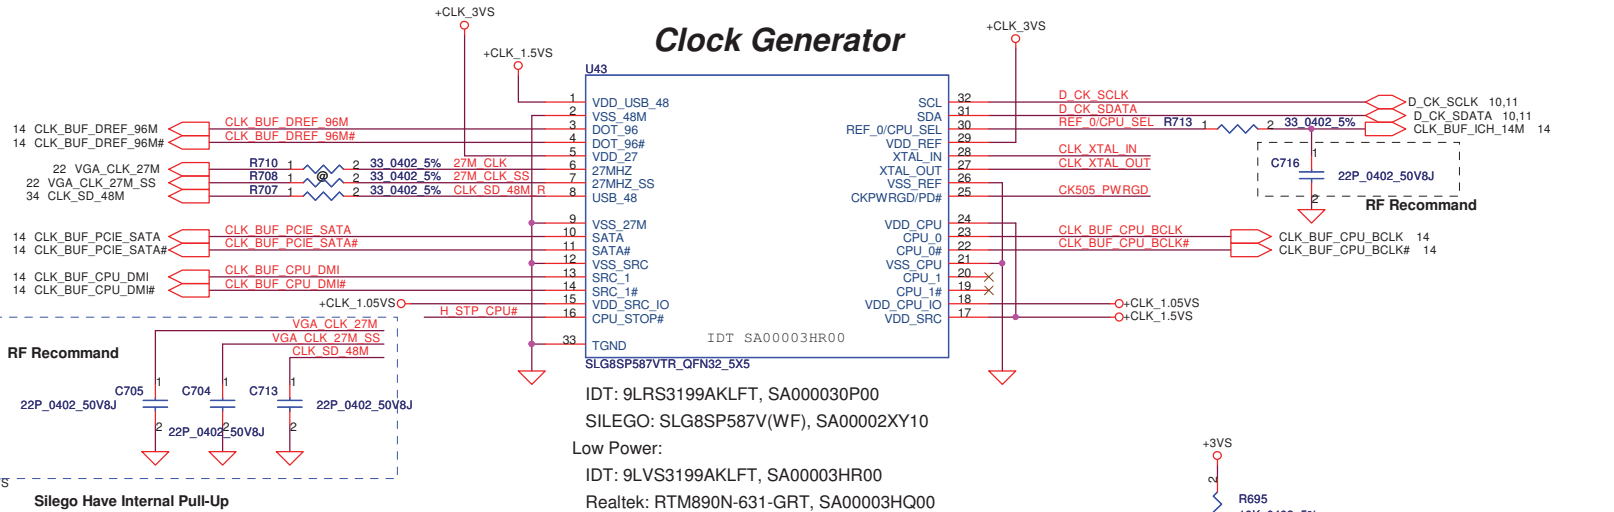 Clock Generator
+CLK_3VS
+CLK_1.5VS
+CLK_3VS
U43
14 CLK_BUF_DREF_96M CLK_BUF_DREF_96M
14 CLK_BUF_DREF_96M# CLK_BUF_DREF_96M#
22 VGA_CLK_27M R710 1 2 33_0402_5% 27M_CLK
22 VGA_CLK_27M_SS R708 1 @ 2 33_0402_5% 27M_CLK_SS
34 CLK_SD_48M R707 1 2 33_0402_5% CLK_SD_48M_R
14 CLK_BUF_PCIE_SATA CLK_BUF_PCIE_SATA
14 CLK_BUF_PCIE_SATA# CLK_BUF_PCIE_SATA#
14 CLK_BUF_CPU_DMI CLK_BUF_CPU_DMI
14 CLK_BUF_CPU_DMI# CLK_BUF_CPU_DMI#
+CLK_1.05VS
H_STP_CPU#
1 VDD_USB_48
2 VSS_48M
3 DOT_96
4 DOT_96#
5 VDD_27
6 27MHZ
7 27MHZ_SS
8 USB_48
9 VSS_27M
10 SATA
11 SATA#
12 VSS_SRC
13 SRC_1
14 SRC_1#
15 VDD_SRC_IO
16 CPU_STOP#
33 TGND
SCL 32 D_CK_SCLK D_CK_SCLK 10,11
SDA 31 D_CK_SDATA D_CK_SDATA 10,11
REF_0/CPU_SEL 30 REF_0/CPU_SEL R713 1 2 33_0402_5% CLK_BUF_ICH_14M 14
VDD_REF 29
XTAL_IN 28 CLK_XTAL_IN
XTAL_OUT 27 CLK_XTAL_OUT
VSS_REF 26
CKPWRGD/PD# 25 CK505_PWRGD
VDD_CPU 24
CPU_0 23 CLK_BUF_CPU_BCLK CLK_BUF_CPU_BCLK 14
CPU_0# 22 CLK_BUF_CPU_BCLK# CLK_BUF_CPU_BCLK# 14
VSS_CPU 21
CPU_1 20
CPU_1# 19
VDD_CPU_IO 18 +CLK_1.05VS
VDD_SRC 17 +CLK_1.5VS
IDT SA00003HR00
SLG8SP587VTR_QFN32_5X5
1
C716
22P_0402_50V8J
2
RF Recommand
RF Recommand
VGA_CLK_27M
VGA_CLK_27M_SS
CLK_SD_48M
C705 1 C704 1 C713 1
22P_0402_50V8J 22P_0402_50V8J
2 22P_0402_50V8J 2 2
S
Silego Have Internal Pull-Up
IDT: 9LRS3199AKLFT, SA000030P00
SILEGO: SLG8SP587V(WF), SA00002XY10
Low Power:
IDT: 9LVS3199AKLFT, SA00003HR00
Realtek: RTM890N-631-GRT, SA00003HQ00
+3VS
2
R695